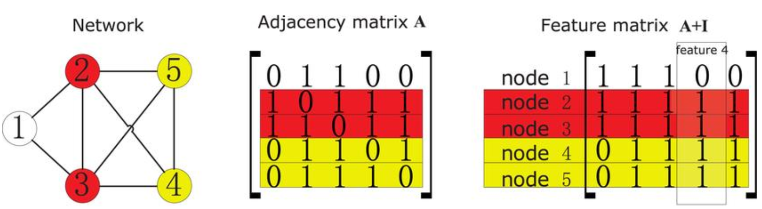 Network
Adjacency matrix A
Feature matrix A+I
feature 4
1
2
5
3
4
0 1 1 0 0
1 0 1 1 1
1 1 0 1 1
0 1 1 0 1
0 1 1 1 0
node 1 1 1 1 0 0
node 2 1 1 1 1 1
node 3 1 1 1 1 1
node 4 0 1 1 1 1
node 5 0 1 1 1 1